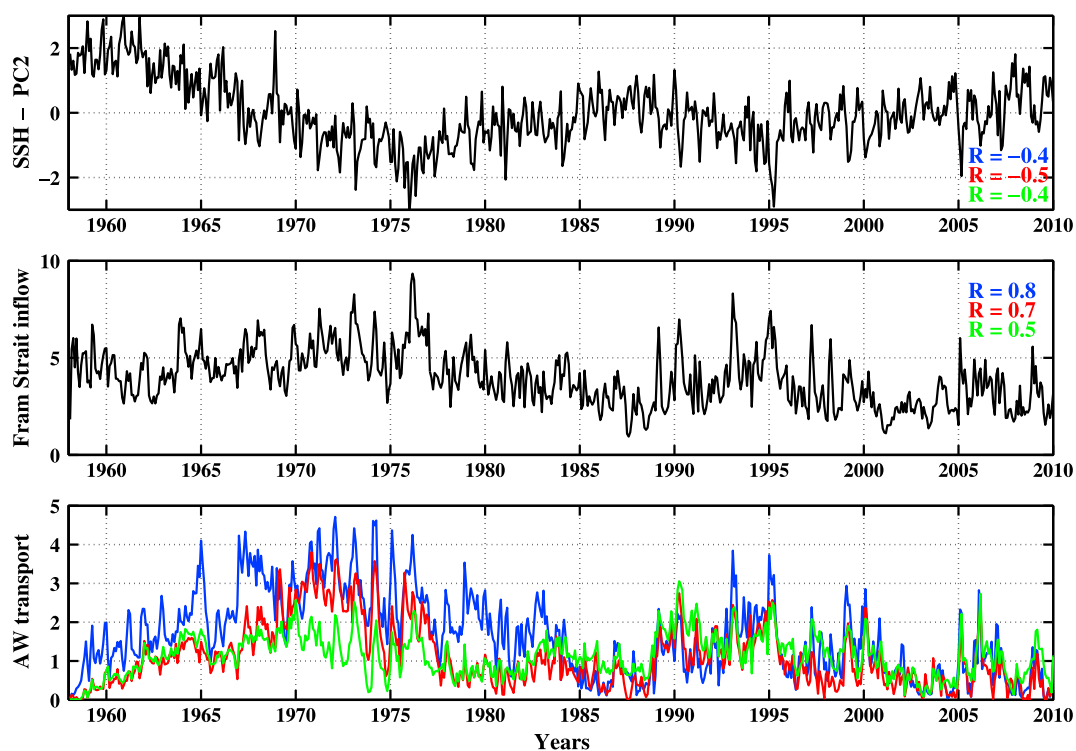 SSH – PC2
2
0
−2
R = −0.4
R = −0.5
R = −0.4
1960 1965 1970 1975 1980 1985 1990 1995 2000 2005 2010
Fram Strait inflow
10
5
0
R = 0.8
R = 0.7
R = 0.5
1960 1965 1970 1975 1980 1985 1990 1995 2000 2005 2010
AW transport
5
4
3
2
1
0
1960 1965 1970 1975 1980 1985 1990 1995 2000 2005 2010
Years